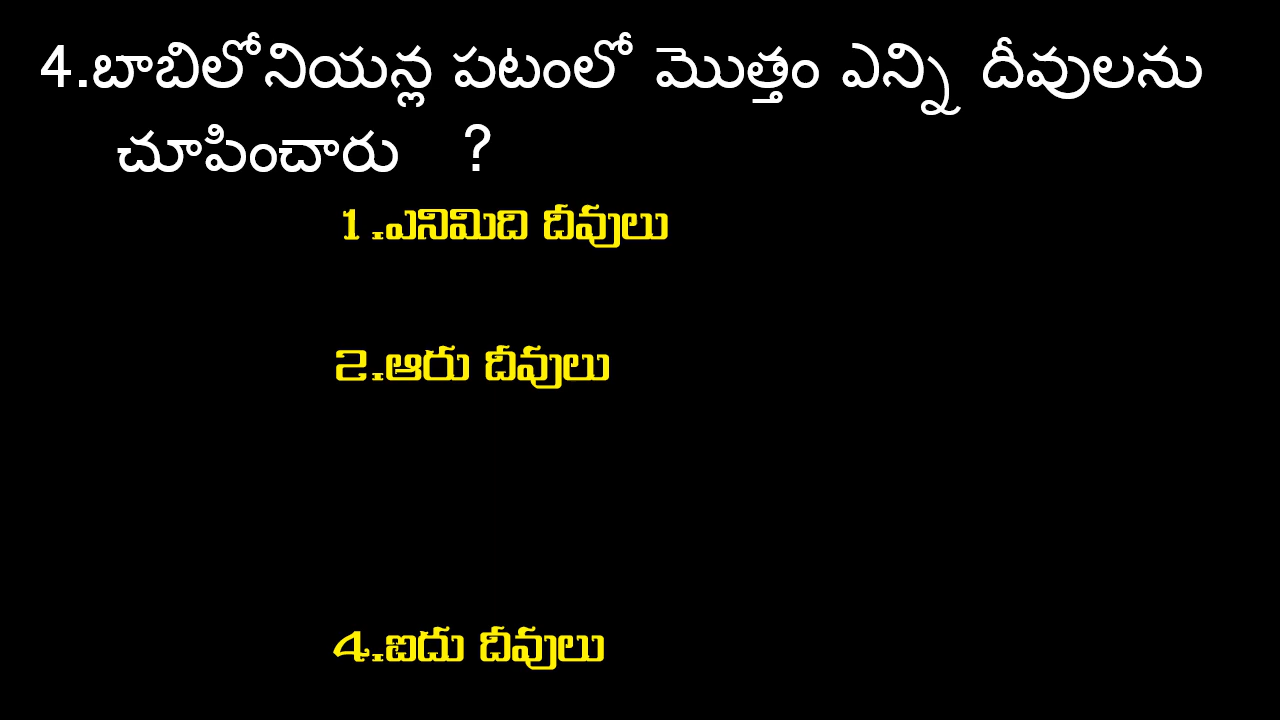 4.బాబిలోనియన్ల పటంలో మొత్తం ఎన్ని దీవులను
చూపించారు ?
1.ఎనిమిది దీవులు
2.ఆరు దీవులు
4.ఐదు దీవులు